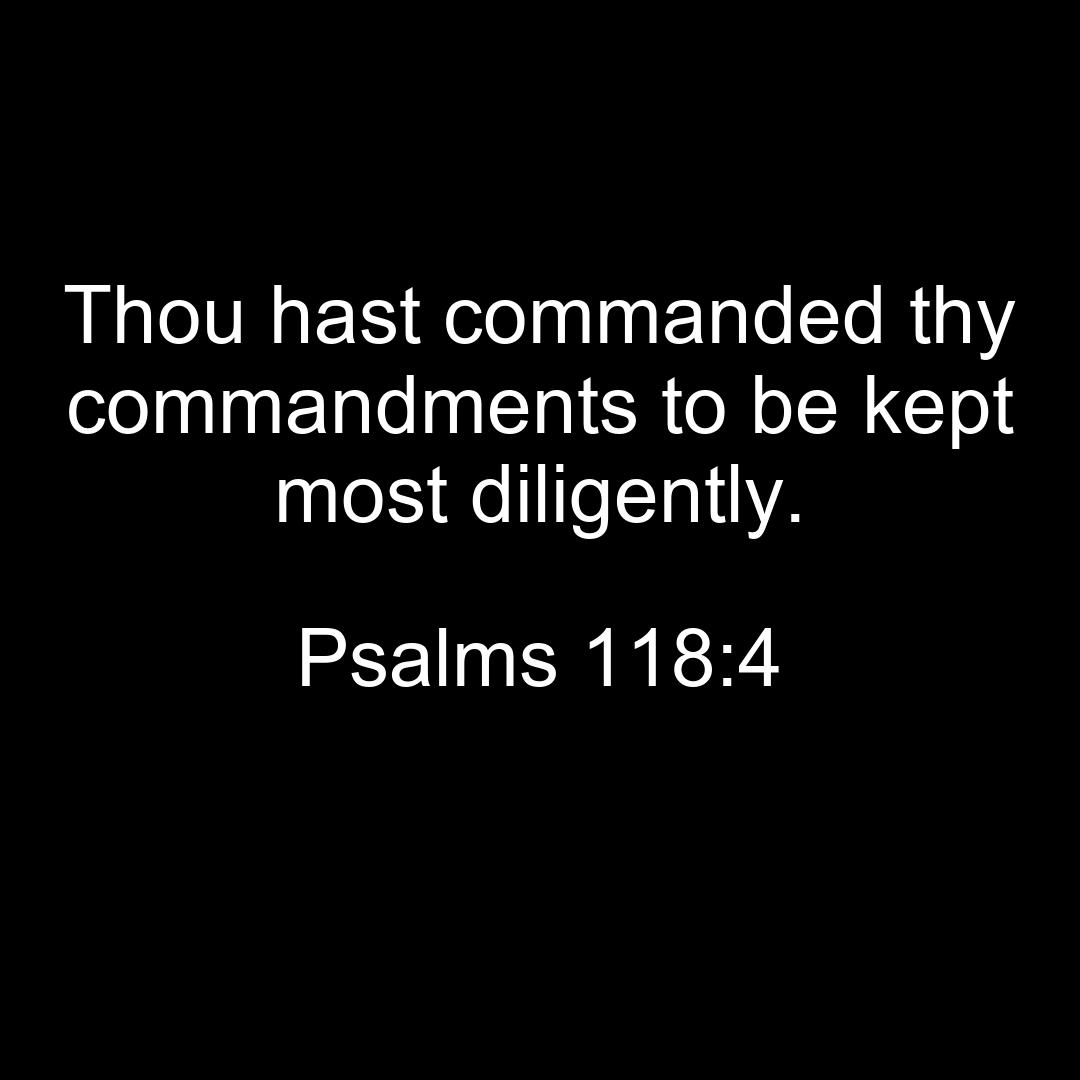 Thou hast commanded thy
commandments to be kept
most diligently.
Psalms 118:4